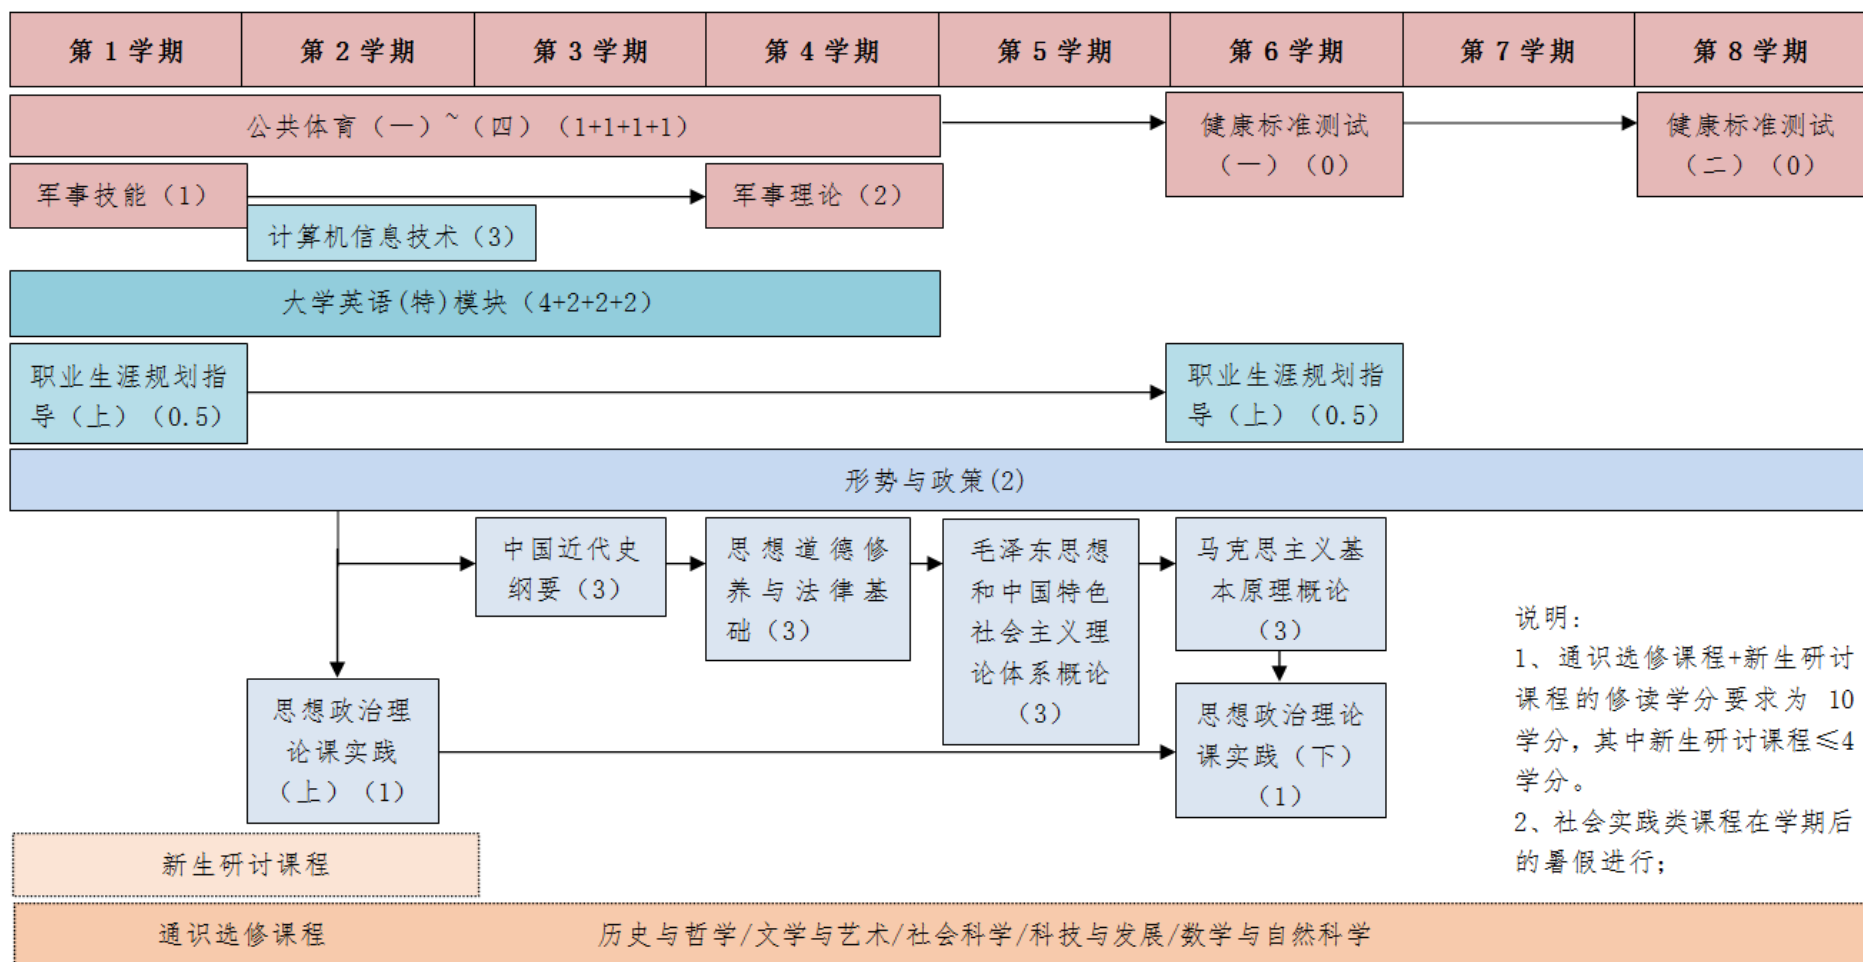 第 1 学期
第 2 学期
第 3 学期
第 4 学期
第 5 学期
第 6 学期
第 7 学期
第 8 学期
公共体育（一）~（四）（1+1+1+1）
健康标准测试
（一）（0）
健康标准测试
（二）（0）
军事技能（1）
军事理论（2）
计算机信息技术（3）
大学英语(特)模块（4+2+2+2）
职业生涯规划指
导（上）（0.5）
职业生涯规划指
导（上）（0.5）
形势与政策(2)
中国近代史
纲要（3）
思想道德修
养与法律基
础（3）
毛泽东思想
和中国特色
社会主义理
论体系概论
（3）
马克思主义基
本原理概论
（3）
思想政治理
论课实践
（上）（1）
思想政治理论
课实践（下）
（1）
说明：
1、通识选修课程+新生研讨
课程的修读学分要求为 10
学分，其中新生研讨课程≤4
学分。
2、社会实践类课程在学期后
的暑假进行；
新生研讨课程
通识选修课程
历史与哲学/文学与艺术/社会科学/科技与发展/数学与自然科学